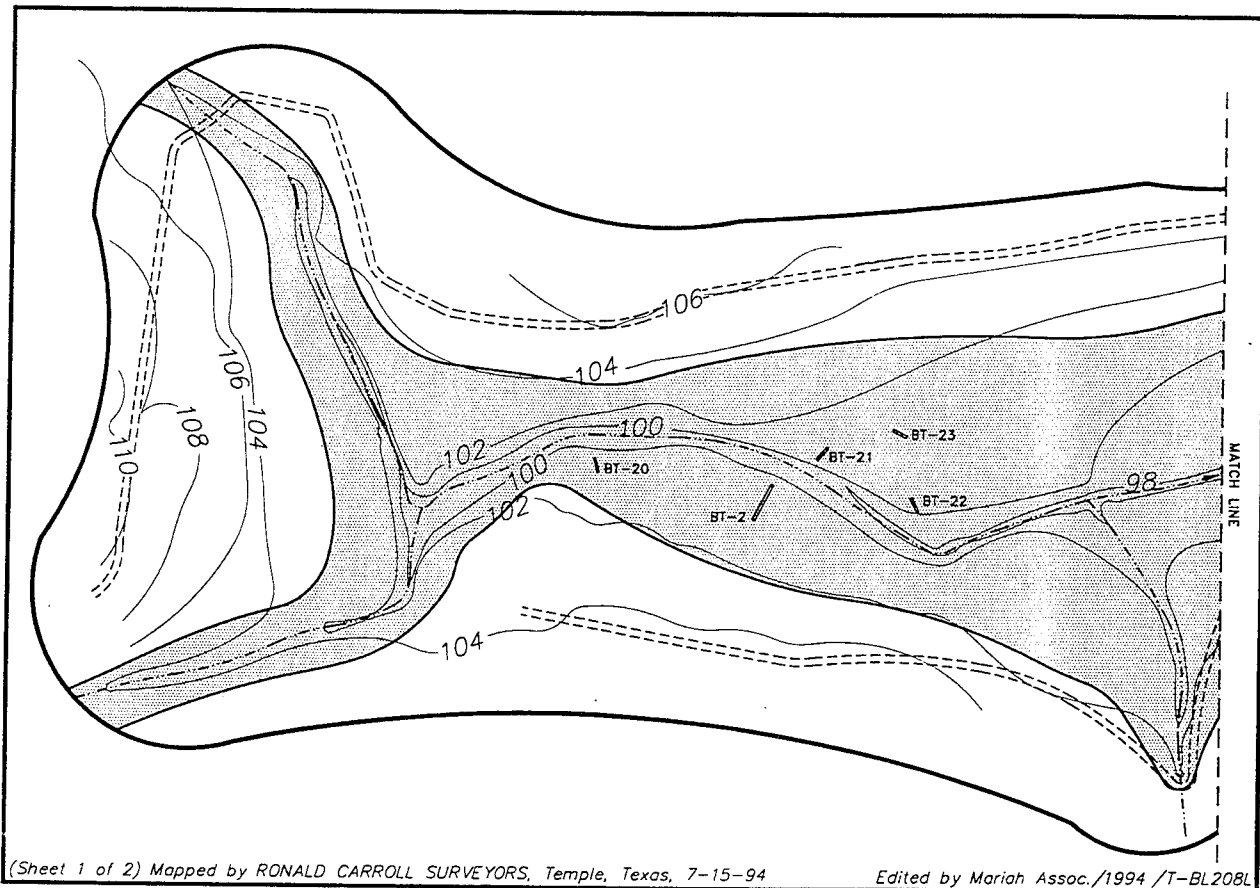 106
104
106
104
108
110
102
100
100
102
98
BT-23
BT-21
BT-20
BT-22
BT-2
104
MATCH LINE
(Sheet 1 of 2) Mapped by RONALD CARROLL SURVEYORS, Temple, Texas, 7-15-94
Edited by Mariah Assoc./1994 /T-BL208L